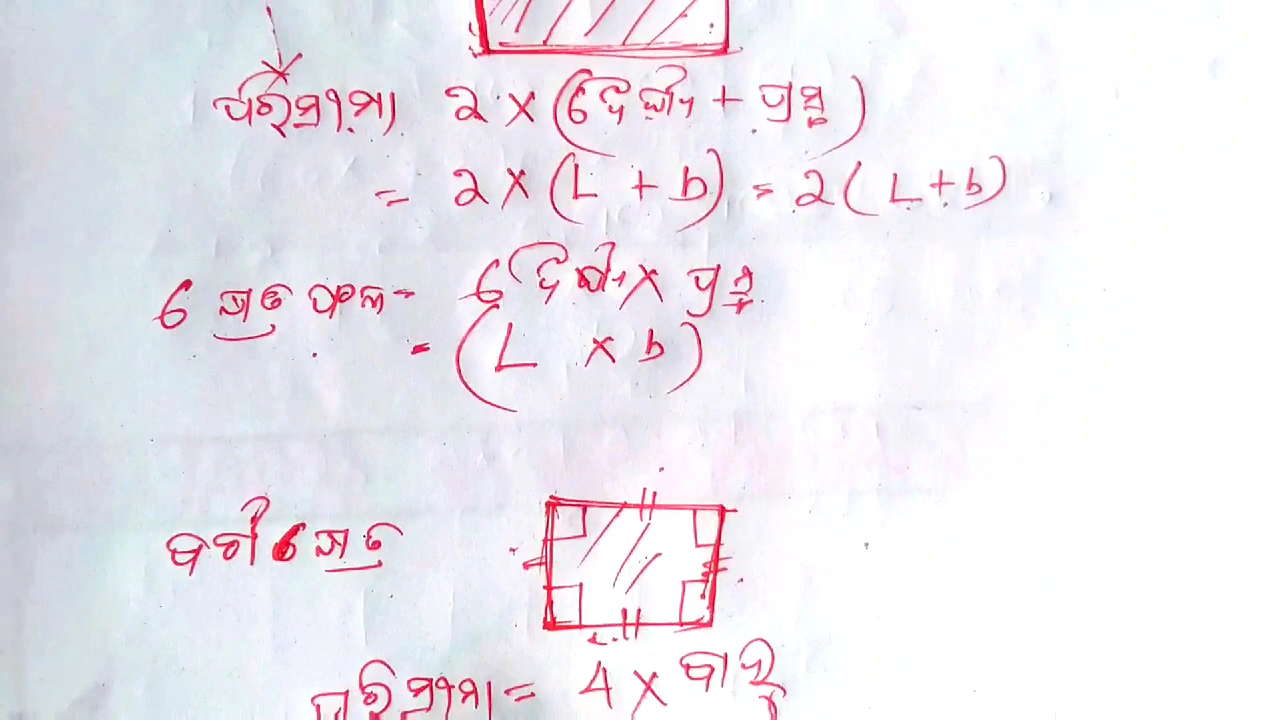 ପରିସୀମା 2 × (ଦୈର୍ଘ୍ୟ + ପ୍ରସ୍ଥ)
= 2 × (L + b) = 2(L+b)
କ୍ଷେତ୍ରଫଳ = ଦୈର୍ଘ୍ୟ × ପ୍ରସ୍ଥ
= (L × b)
ବର୍ଗକ୍ଷେତ୍ର
ପରିସୀମା = 4 × ବାହୁ